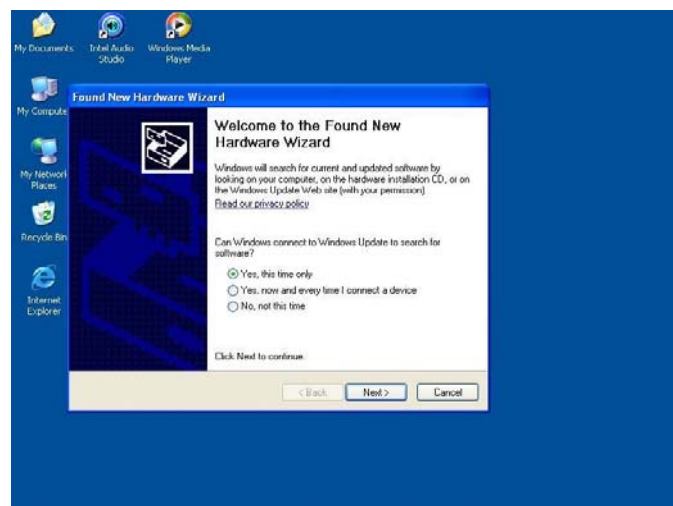 My Documents
Intel Audio
Studio
Windows Media
Player
My Compute
My Networl
Places
Recycle Bin
Internet
Explorer
Found New Hardware Wizard
Welcome to the Found New
Hardware Wizard
Windows will search for current and updated software by
looking on your computer, on the hardware installation CD, or on
the Windows Update Web site (with your permission).
Read our privacy policy
Can Windows connect to Windows Update to search for
software?
Yes, this time only
Yes, now and every time I connect a device
No, not this time
Click Next to continue.
< Back
Next >
Cancel